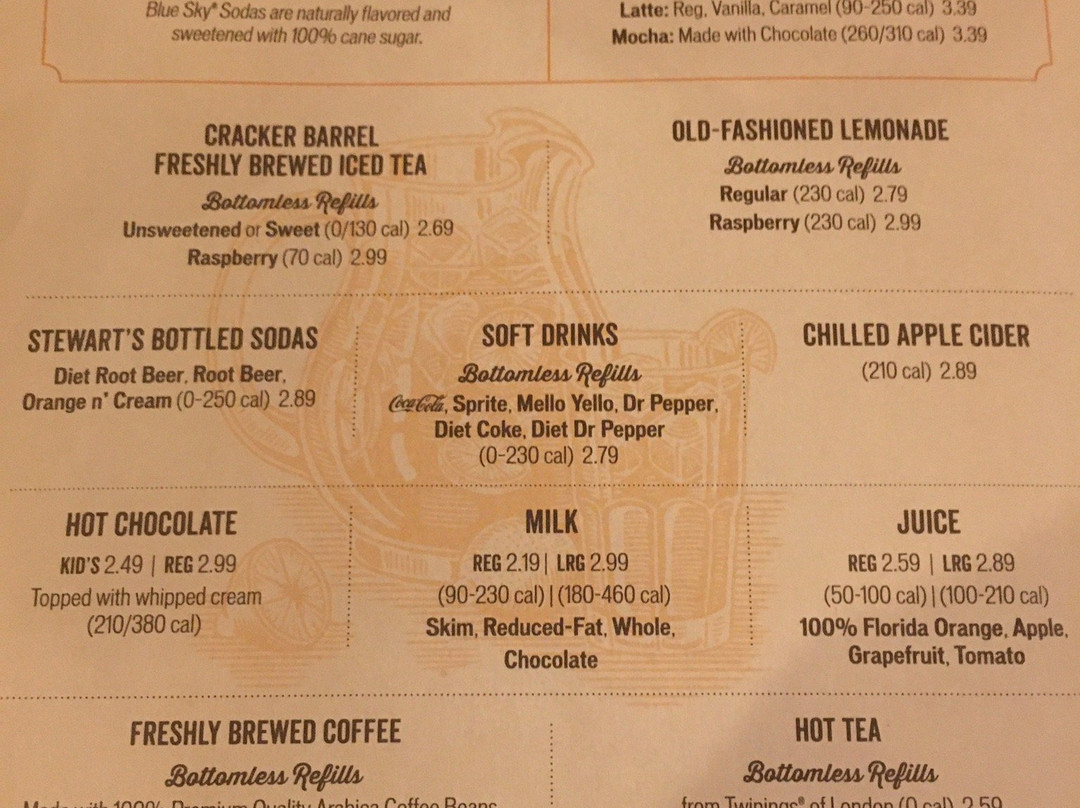 Blue Sky® Sodas are naturally flavored and
sweetened with 100% cane sugar.
Latte: Reg, Vanilla, Caramel (90-250 cal) 3.39
Mocha: Made with Chocolate (260/310 cal) 3.39
CRACKER BARREL
FRESHLY BREWED ICED TEA
Bottomless Refills
Unsweetened or Sweet (0/130 cal) 2.69
Raspberry (70 cal) 2.99
OLD-FASHIONED LEMONADE
Bottomless Refills
Regular (230 cal) 2.79
Raspberry (230 cal) 2.99
STEWART'S BOTTLED SODAS
Diet Root Beer, Root Beer,
Orange n' Cream (0-250 cal) 2.89
SOFT DRINKS
Bottomless Refills
Coca-Cola, Sprite, Mello Yello, Dr Pepper,
Diet Coke, Diet Dr Pepper
(0-230 cal) 2.79
CHILLED APPLE CIDER
(210 cal) 2.89
HOT CHOCOLATE
KID'S 2.49 | REG 2.99
Topped with whipped cream
(210/380 cal)
MILK
REG 2.19 | LRG 2.99
(90-230 cal) | (180-460 cal)
Skim, Reduced-Fat, Whole,
Chocolate
JUICE
REG 2.59 | LRG 2.89
(50-100 cal) | (100-210 cal)
100% Florida Orange, Apple,
Grapefruit, Tomato
FRESHLY BREWED COFFEE
Bottomless Refills
Made with 100% Premium Quality Arabica Coffee Beans
HOT TEA
Bottomless Refills
from Twinings® of London (0 cal) 2.59